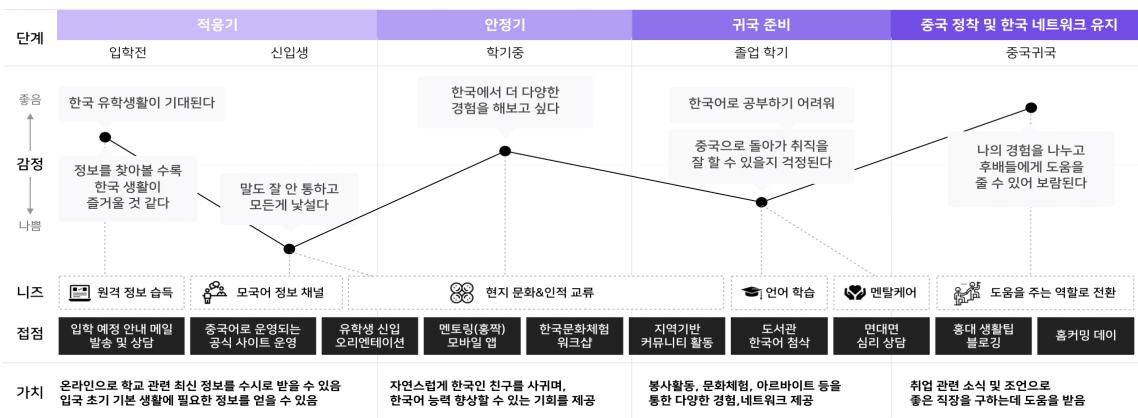 단계
적응기
안정기
귀국 준비
중국 정착 및 한국 네트워크 유지
입학전
신입생
학기중
졸업 학기
중국귀국
좋음
감정
나쁨
한국 유학생활이 기대된다
정보를 찾아볼 수록
한국 생활이
즐거울 것 같다
말도 잘 안 통하고
모든게 낯설다
한국에서 더 다양한
경험을 해보고 싶다
한국어로 공부하기 어려워
중국으로 돌아가 취직을
잘 할 수 있을지 걱정된다
나의 경험을 나누고
후배들에게 도움을
줄 수 있어 보람된다
니즈
원격 정보 습득
모국어 정보 채널
현지 문화&인적 교류
언어 학습
멘탈케어
도움을 주는 역할로 전환
접점
입학 예정 안내 메일
발송 및 상담
중국어로 운영되는
공식 사이트 운영
유학생 신입
오리엔테이션
멘토링(홍짝)
모바일 앱
한국문화체험
워크샵
지역기반
커뮤니티 활동
도서관
한국어 첨삭
면대면
심리 상담
홍대 생활팁
블로깅
홈커밍 데이
가치
온라인으로 학교 관련 최신 정보를 수시로 받을 수 있음
입국 초기 기본 생활에 필요한 정보를 얻을 수 있음
자연스럽게 한국인 친구를 사귀며,
한국어 능력 향상할 수 있는 기회를 제공
봉사활동, 문화체험, 아르바이트 등을
통한 다양한 경험,네트워크 제공
취업 관련 소식 및 조언으로
좋은 직장을 구하는데 도움을 받음